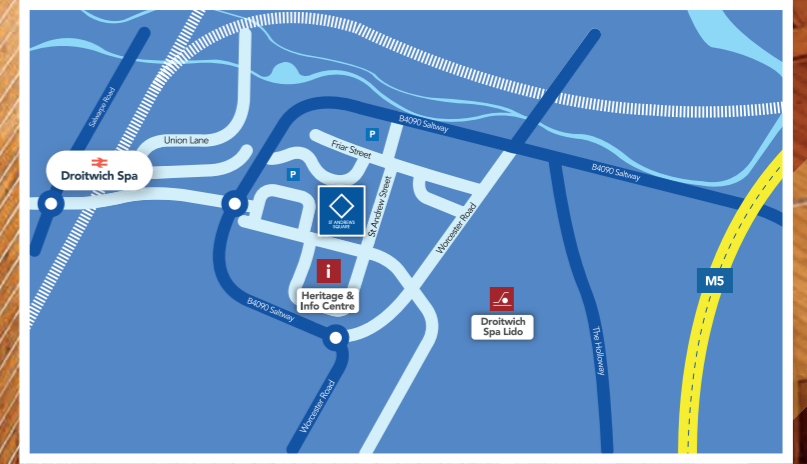 Salwarpe Road
Union Lane
Droitwich Spa
B4090 Saltway
P
Friar Street
P
B4090 Saltway
ST ANDREWS
SQUARE
St Andrew Street
Worcester Road
i
Heritage &
Info Centre
M5
B4090 Saltway
Droitwich
Spa Lido
The Holloway
Worcester Road